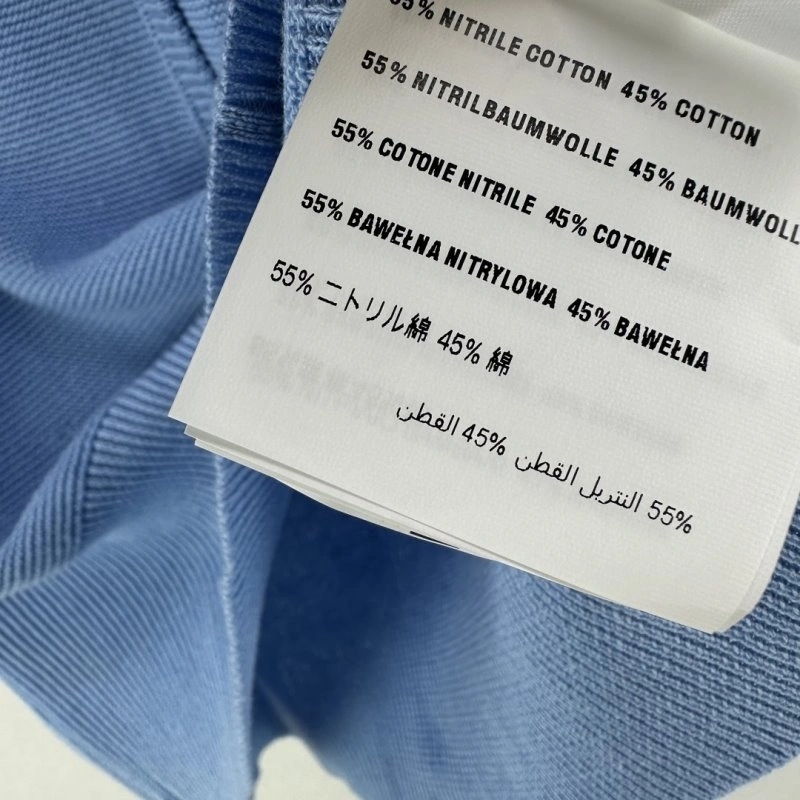 55% NITRILE COTTON 45% COTTON
55% NITRILBAUMWOLLE 45% BAUMWOLL
55% COTONE NITRILE 45% COTONE
55% BAWEŁNA NITRYLOWA 45% BAWEŁNA
55% ニトリル綿 45% 綿
55% النتريل القطن 45% القطن